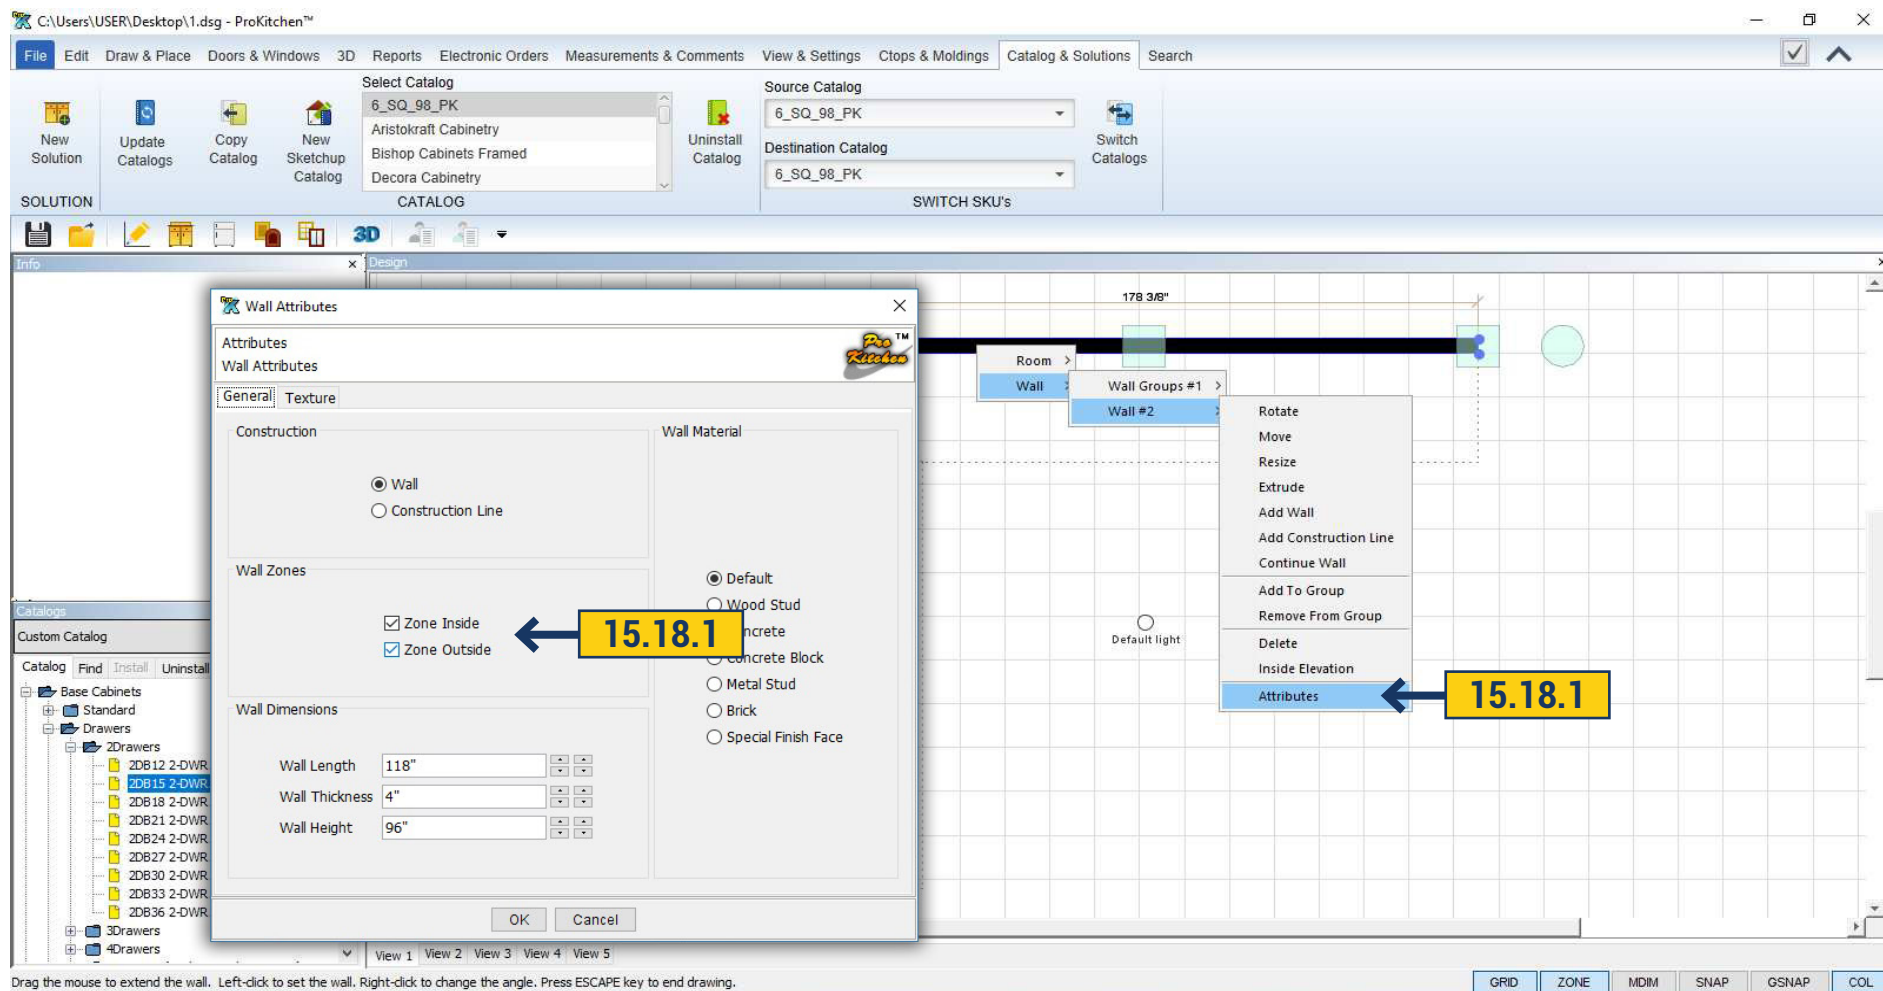 C:\Users\USER\Desktop\1.dsg - ProKitchen™
File Edit Draw & Place Doors & Windows 3D Reports Electronic Orders Measurements & Comments View & Settings Ctops & Moldings Catalog & Solutions Search
New Solution
Update Catalogs
Copy Catalog
New Sketchup Catalog
Select Catalog
6_SQ_98_PK
Aristokraft Cabinetry
Bishop Cabinets Framed
Decora Cabinetry
Uninstall Catalog
Source Catalog
6_SQ_98_PK
Destination Catalog
6_SQ_98_PK
Switch Catalogs
SOLUTION CATALOG SWITCH SKU's
3D
Info
Design
Wall Attributes
Attributes
Wall Attributes
Pro Kitchen ™
General Texture
Construction
Wall
Construction Line
Wall Zones
Zone Inside
Zone Outside
15.18.1
Wall Dimensions
Wall Length 118"
Wall Thickness 4"
Wall Height 96"
Wall Material
Default
Wood Stud
ncrete
Concrete Block
Metal Stud
Brick
Special Finish Face
OK Cancel
178 3/8"
Room
Wall
Wall Groups #1
Wall #2
Rotate
Move
Resize
Extrude
Add Wall
Add Construction Line
Continue Wall
Add To Group
Remove From Group
Delete
Inside Elevation
Attributes
15.18.1
Default light
Catalogs
Custom Catalog
Catalog Find Install Uninstall
Base Cabinets
Standard
Drawers
2Drawers
2DB12 2-DWR
2DB15 2-DWR
2DB18 2-DWR
2DB21 2-DWR
2DB24 2-DWR
2DB27 2-DWR
2DB30 2-DWR
2DB33 2-DWR
2DB36 2-DWR
3Drawers
4Drawers
View 1 View 2 View 3 View 4 View 5
Drag the mouse to extend the wall. Left-click to set the wall. Right-click to change the angle. Press ESCAPE key to end drawing.
GRID ZONE MDIM SNAP GSNAP COL